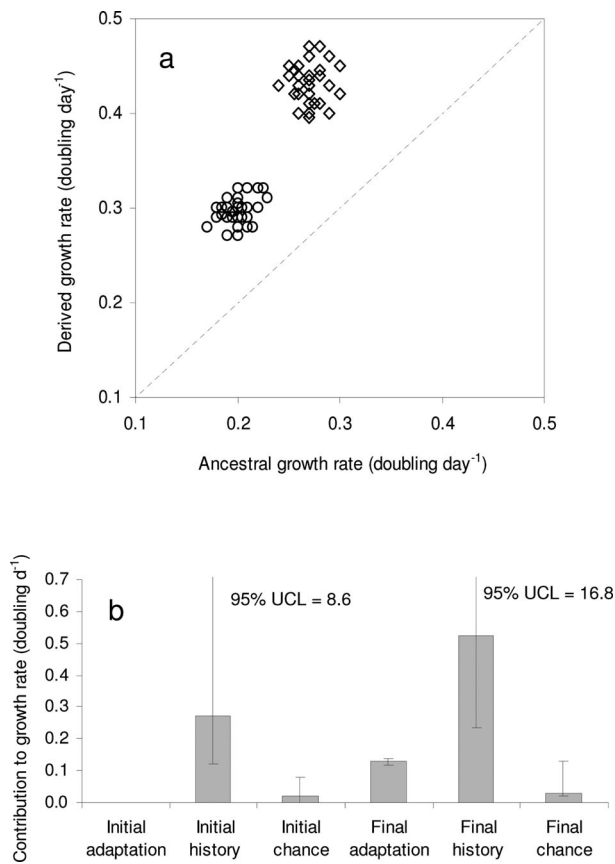 a
0.5
0.4
0.3
0.2
0.1
Derived growth rate (doubling day⁻¹)
0.1 0.2 0.3 0.4 0.5
Ancestral growth rate (doubling day⁻¹)
b
0.7
0.6
0.5
0.4
0.3
0.2
0.1
0.0
Contribution to growth rate (doubling d⁻¹)
95% UCL = 8.6
95% UCL = 16.8
Initial adaptation
Initial history
Initial chance
Final adaptation
Final history
Final chance